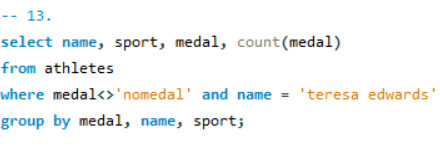 -- 13.
select name, sport, medal, count(medal)
from athletes
where medal<>'nomedal' and name = 'teresa edwards'
group by medal, name, sport;